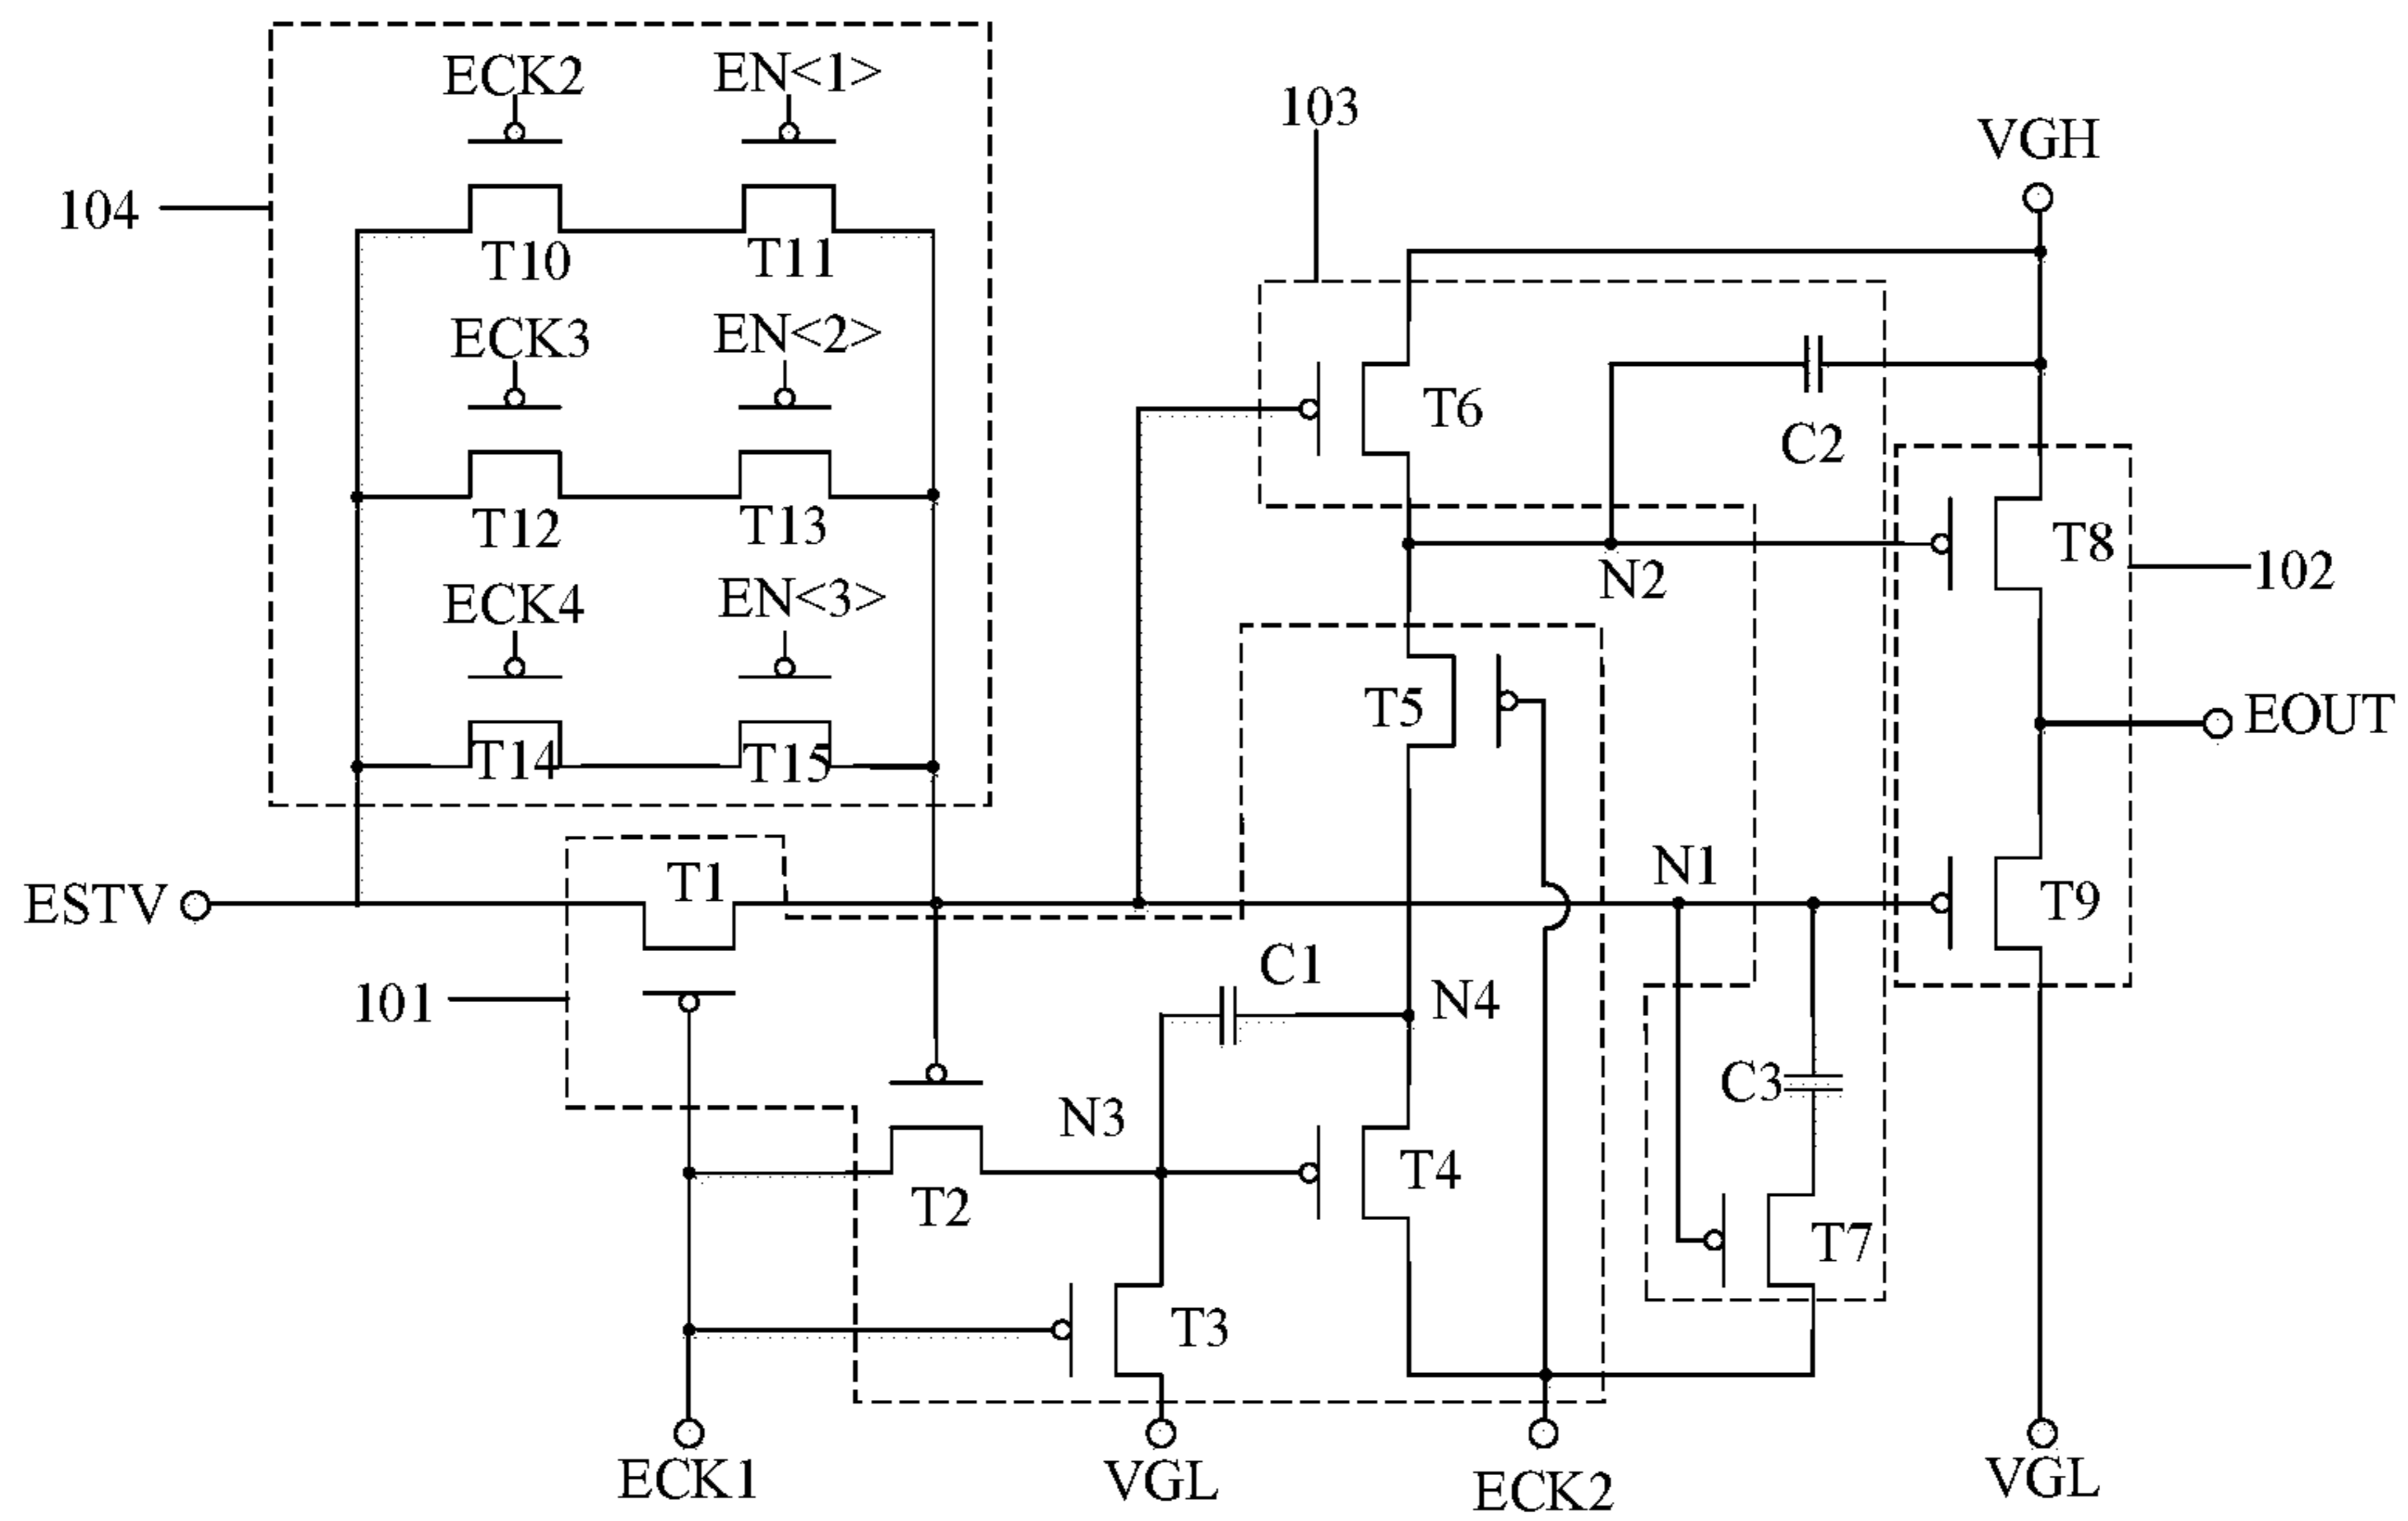 ECK2 EN<1>
103
VGH
104
T10 T11
ECK3 EN<2>
T6
C2
T12 T13
T8
102
N2
ECK4 EN<3>
T5
EOUT
T14 T15
T1
N1
ESTV
T9
C1
101
N4
C3
N3
T4
T2
T7
T3
ECK1 VGL ECK2 VGL